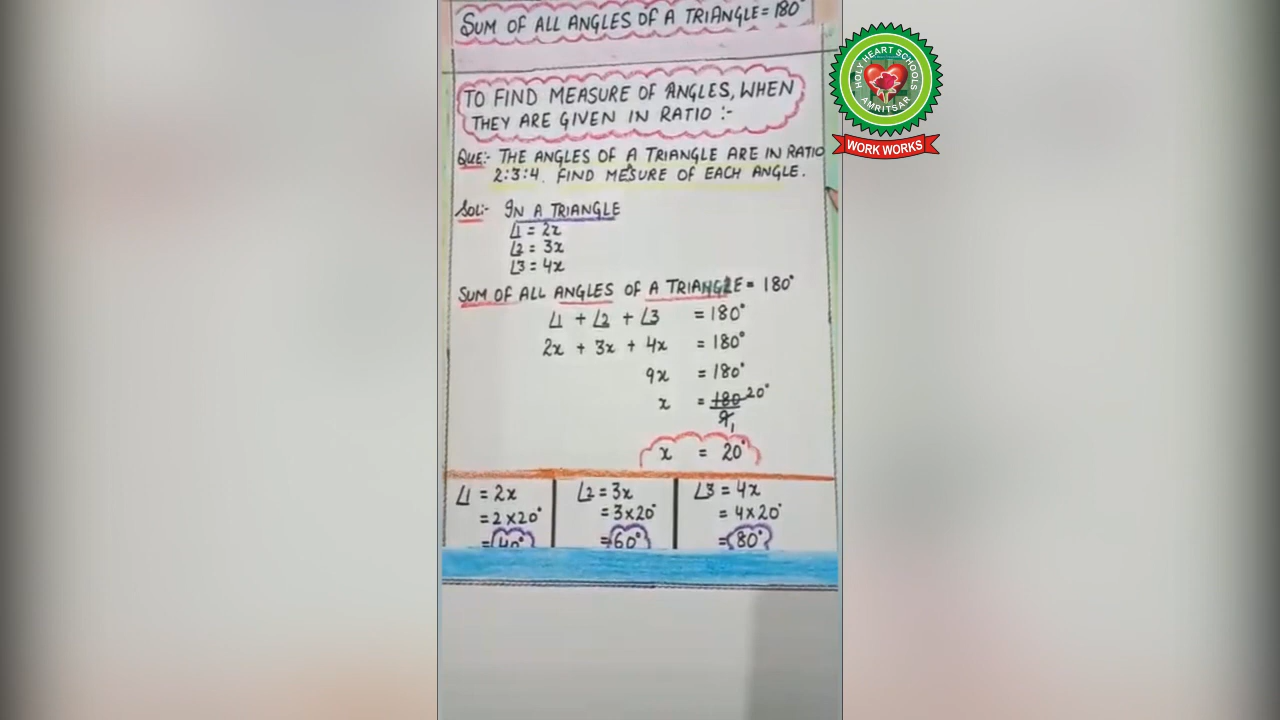 SUM OF ALL ANGLES OF A TRIANGLE = 180°
TO FIND MEASURE OF ANGLES, WHEN
THEY ARE GIVEN IN RATIO :-
QUE:- THE ANGLES OF A TRIANGLE ARE IN RATIO
2:3:4. FIND MESURE OF EACH ANGLE.
SOL:- IN A TRIANGLE
∠1 = 2x
∠2 = 3x
∠3 = 4x
SUM OF ALL ANGLES OF A TRIANGLE = 180°
∠1 + ∠2 + ∠3 = 180°
2x + 3x + 4x = 180°
9x = 180°
x = 180 20°
9 1
x = 20°
∠1 = 2x
= 2×20°
= 40°
∠2 = 3x
= 3×20°
= 60°
∠3 = 4x
= 4×20°
= 80°
HOLY HEART SCHOOLS
AMRITSAR
WORK WORKS